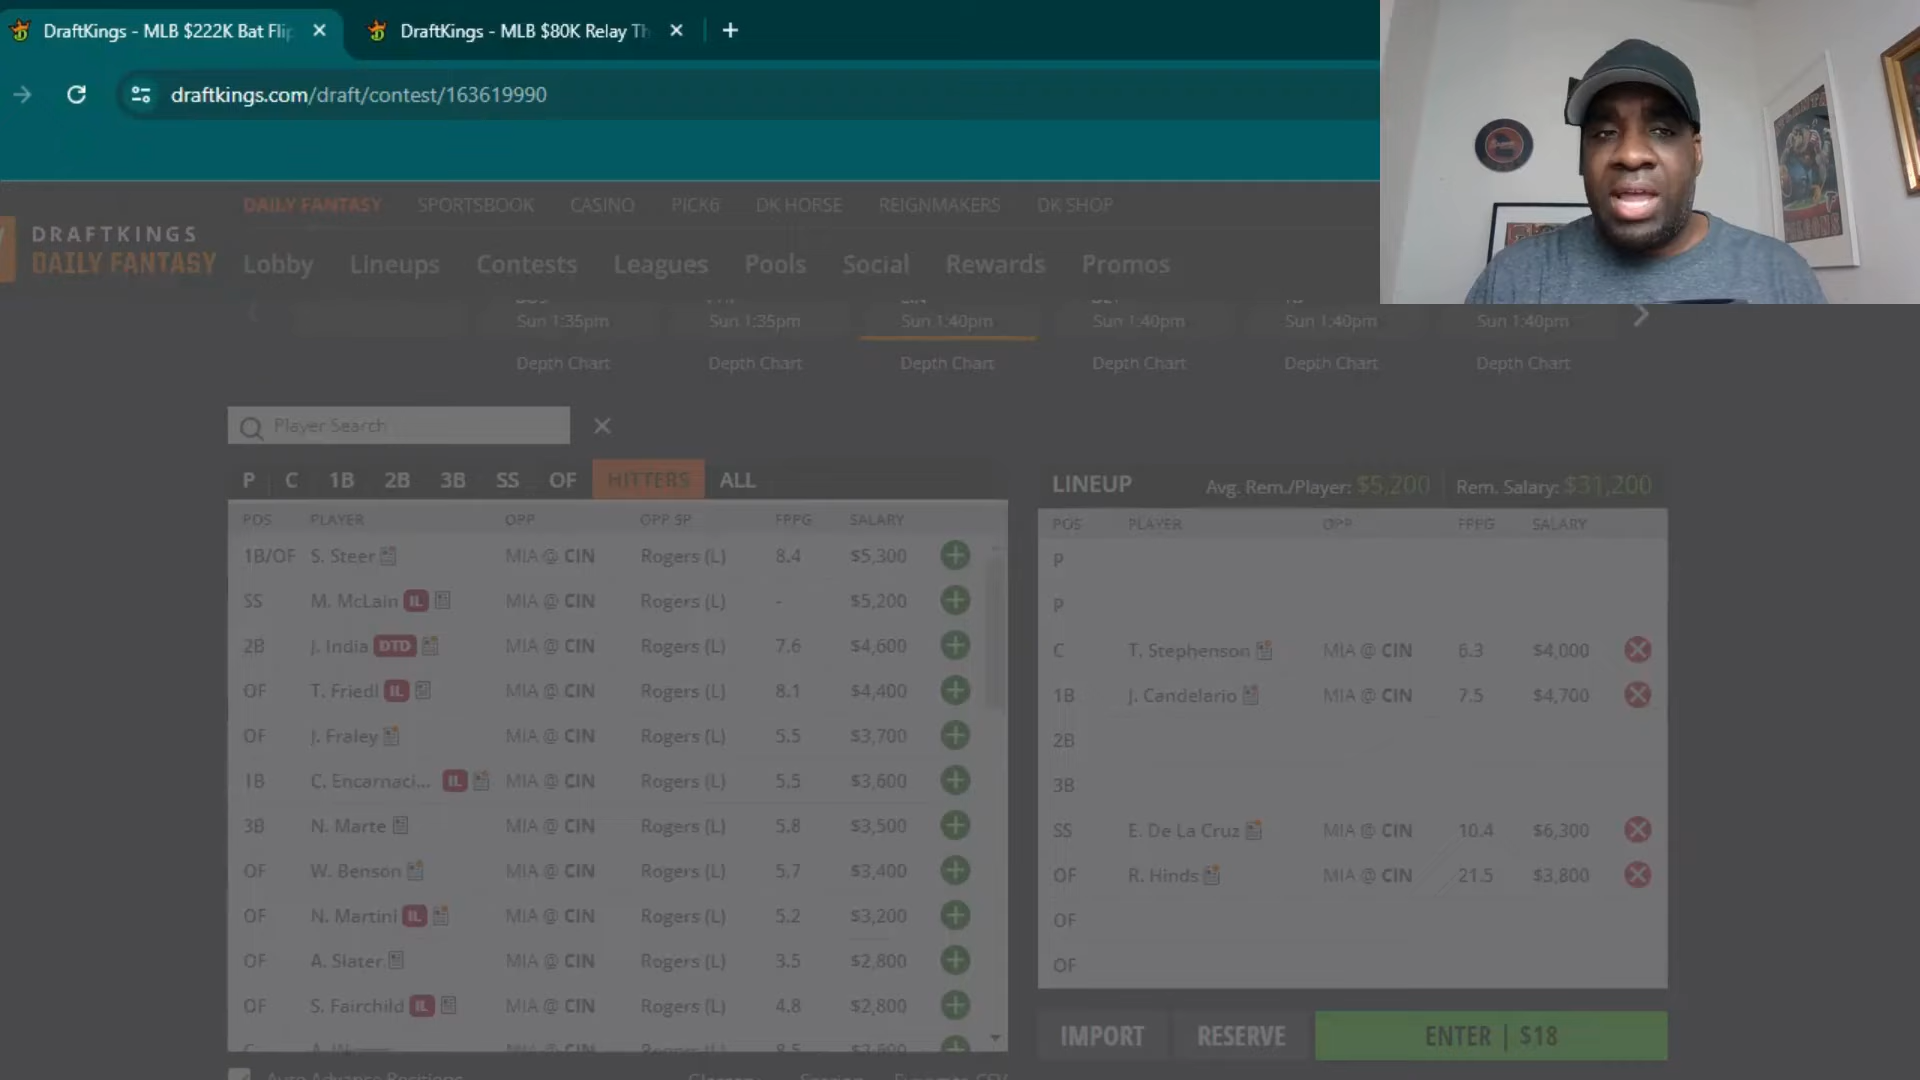 DraftKings - MLB $222K Bat Flip
DraftKings - MLB $80K Relay Th
draftkings.com/draft/contest/163619990
DAILY FANTASY SPORTSBOOK CASINO PICK6 DK HORSE REIGNMAKERS DK SHOP
DRAFTKINGS
DAILY FANTASY
Lobby Lineups Contests Leagues Pools Social Rewards Promos
Sun 1:35pm Sun 1:35pm Sun 1:40pm Sun 1:40pm Sun 1:40pm Sun 1:40pm
Depth Chart Depth Chart Depth Chart Depth Chart Depth Chart Depth Chart
Player Search
P C 1B 2B 3B SS OF HITTERS ALL
POS PLAYER OPP OPP SP FPPG SALARY
1B/OF S. Steer MIA @ CIN Rogers (L) 8.4 $5,300
SS M. McLain IL MIA @ CIN Rogers (L) - $5,200
2B J. India DTD MIA @ CIN Rogers (L) 7.6 $4,600
OF T. Friedl IL MIA @ CIN Rogers (L) 8.1 $4,400
OF J. Fraley MIA @ CIN Rogers (L) 5.5 $3,700
1B C. Encarnaci... IL MIA @ CIN Rogers (L) 5.5 $3,600
3B N. Marte MIA @ CIN Rogers (L) 5.8 $3,500
OF W. Benson MIA @ CIN Rogers (L) 5.7 $3,400
OF N. Martini IL MIA @ CIN Rogers (L) 5.2 $3,200
OF A. Slater MIA @ CIN Rogers (L) 3.5 $2,800
OF S. Fairchild IL MIA @ CIN Rogers (L) 4.8 $2,800
Auto Advance Positions
LINEUP Avg. Rem./Player: $5,200 Rem. Salary: $31,200
POS PLAYER OPP FPPG SALARY
P
P
C T. Stephenson MIA @ CIN 6.3 $4,000
1B J. Candelario MIA @ CIN 7.5 $4,700
2B
3B
SS E. De La Cruz MIA @ CIN 10.4 $6,300
OF R. Hinds MIA @ CIN 21.5 $3,800
OF
OF
IMPORT RESERVE ENTER | $18